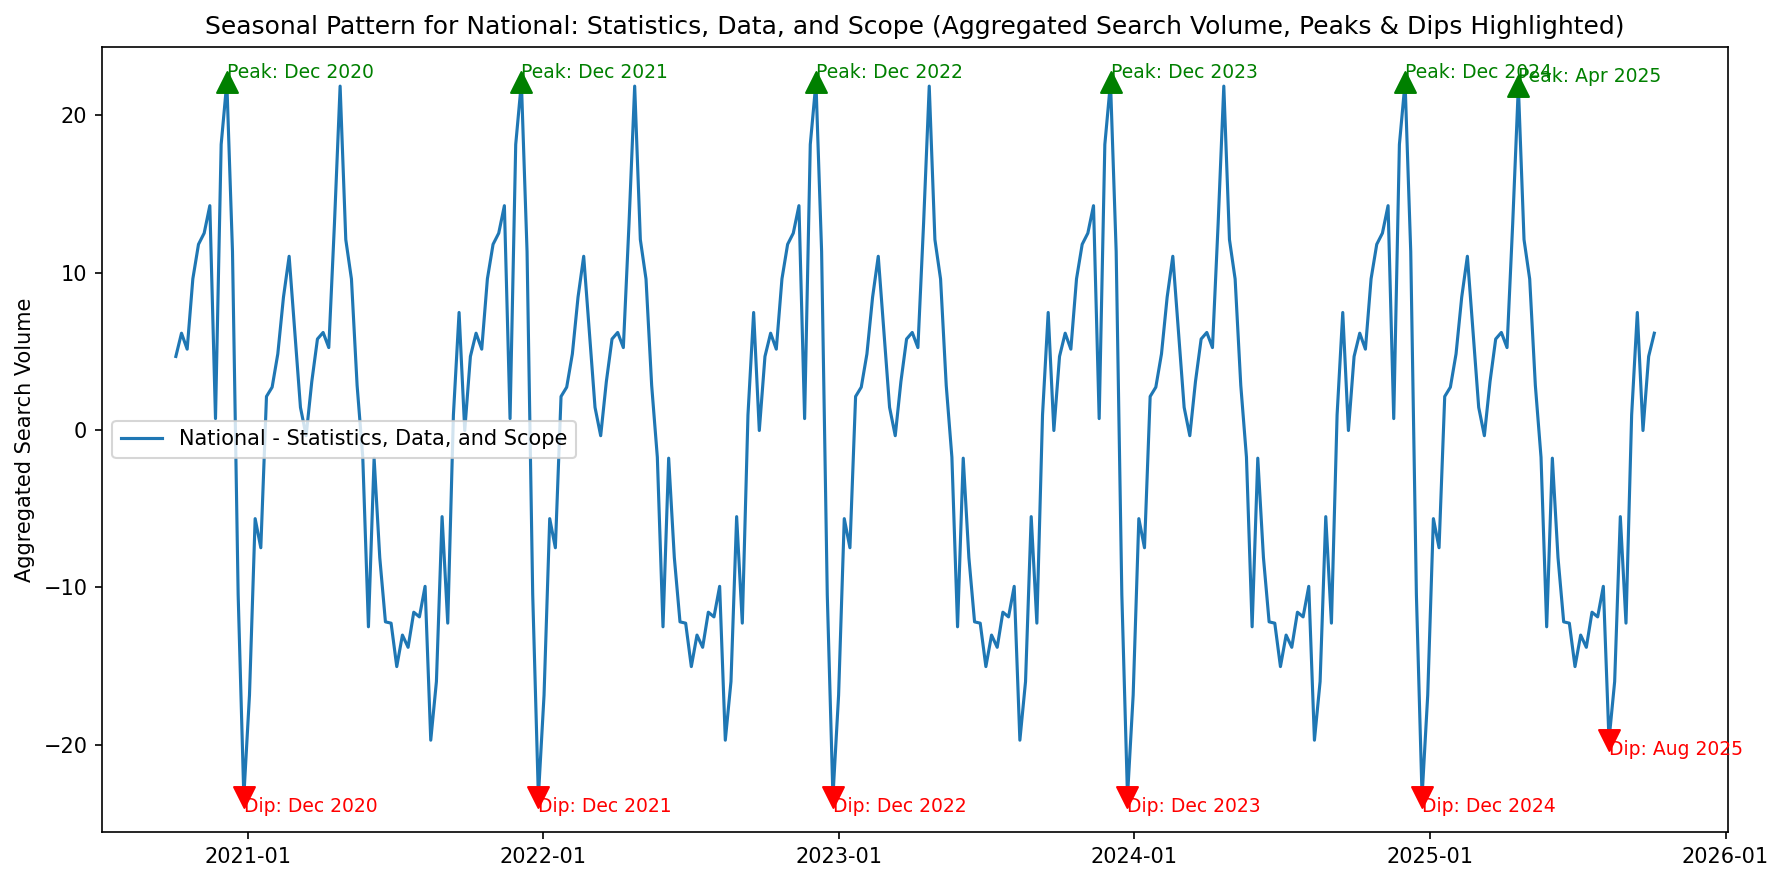 Seasonal Pattern for National: Statistics, Data, and Scope (Aggregated Search Volume, Peaks & Dips Highlighted)
Peak: Dec 2020
Peak: Dec 2021
Peak: Dec 2022
Peak: Dec 2023
Peak: Dec 2024
Peak: Apr 2025
20
10
0
−10
−20
Aggregated Search Volume
National - Statistics, Data, and Scope
Dip: Aug 2025
Dip: Dec 2020
Dip: Dec 2021
Dip: Dec 2022
Dip: Dec 2023
Dip: Dec 2024
2021-01
2022-01
2023-01
2024-01
2025-01
2026-01